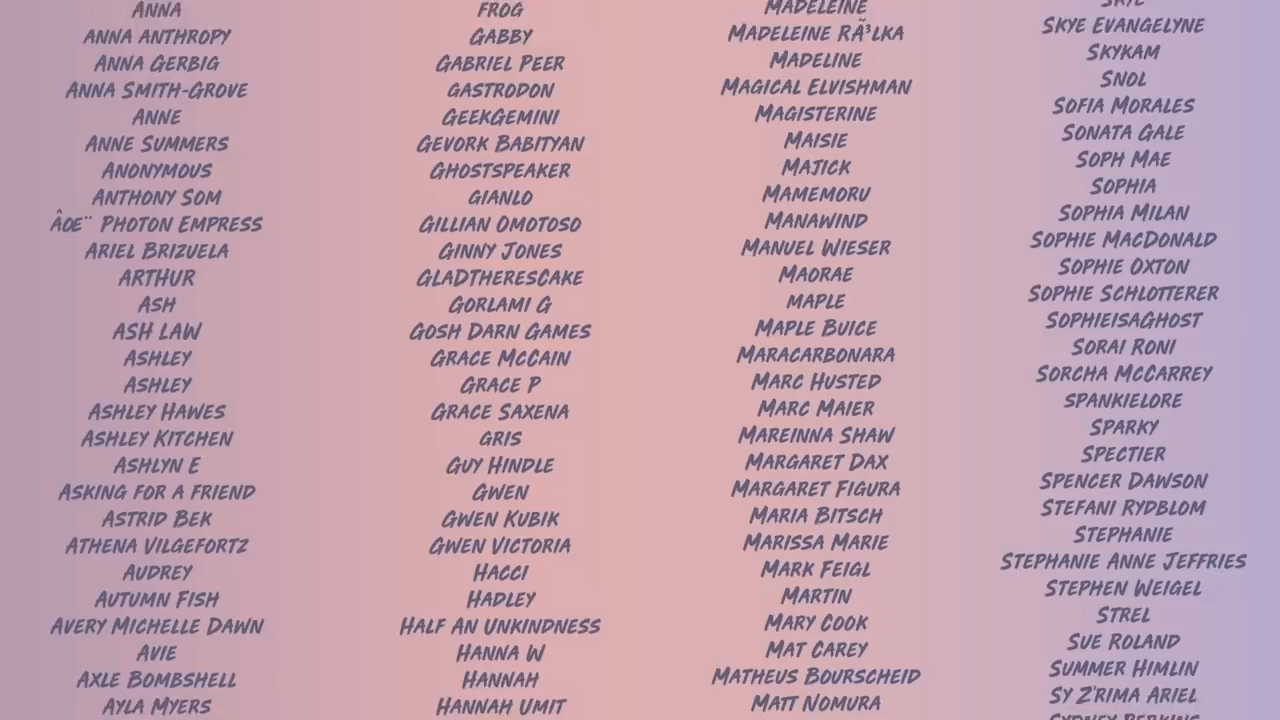 ANNA
ANNA ANTHROPY
ANNA GERBIG
ANNA SMITH-GROVE
ANNE
ANNE SUMMERS
ANONYMOUS
ANTHONY SOM
ÂŒ¨ PHOTON EMPRESS
ARIEL BRIZUELA
ARTHUR
ASH
ASH LAW
ASHLEY
ASHLEY
ASHLEY HAWES
ASHLEY KITCHEN
ASHLYN E
ASKING FOR A FRIEND
ASTRID BEK
ATHENA VILGEFORTZ
AUDREY
AUTUMN FISH
AVERY MICHELLE DAWN
AVIE
AXLE BOMBSHELL
AYLA MYERS
FROG
GABBY
GABRIEL PEER
GASTRODON
GEEKGEMINI
GEVORK BABITYAN
GHOSTSPEAKER
GIANLO
GILLIAN OMOTOSO
GINNY JONES
GLADTHERESCAKE
GORLAMI G
GOSH DARN GAMES
GRACE MCCAIN
GRACE P
GRACE SAXENA
GRIS
GUY HINDLE
GWEN
GWEN KUBIK
GWEN VICTORIA
HACCI
HADLEY
HALF AN UNKINDNESS
HANNA W
HANNAH
HANNAH UMIT
MADELEINE
MADELEINE RÃ³LKA
MADELINE
MAGICAL ELVISHMAN
MAGISTERINE
MAISIE
MAJICK
MAMEMORU
MANAWIND
MANUEL WIESER
MAORAE
MAPLE
MAPLE BUICE
MARACARBONARA
MARC HUSTED
MARC MAIER
MAREINNA SHAW
MARGARET DAX
MARGARET FIGURA
MARIA BITSCH
MARISSA MARIE
MARK FEIGL
MARTIN
MARY COOK
MAT CAREY
MATHEUS BOURSCHEID
MATT NOMURA
SKYE EVANGELYNE
SKYKAM
SNOL
SOFIA MORALES
SONATA GALE
SOPH MAE
SOPHIA
SOPHIA MILAN
SOPHIE MACDONALD
SOPHIE OXTON
SOPHIE SCHLOTTERER
SOPHIEISAGHOST
SORAI RONI
SORCHA MCCARREY
SPANKIELORE
SPARKY
SPECTIER
SPENCER DAWSON
STEFANI RYDBLOM
STEPHANIE
STEPHANIE ANNE JEFFRIES
STEPHEN WEIGEL
STREL
SUE ROLAND
SUMMER HIMLIN
SY Z'RIMA ARIEL